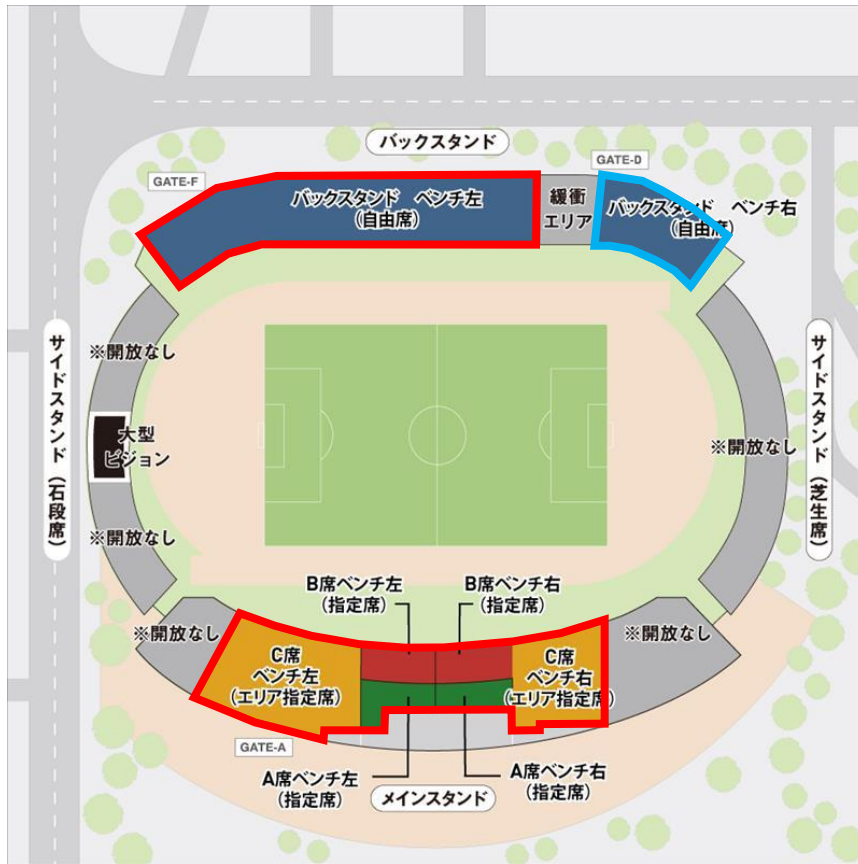 バックスタンド
GATE-D
GATE-F
バックスタンド ベンチ左
(自由席)
緩衝
エリア
バックスタンド ベンチ右
(自由席)
サイドスタンド(石段席)
※開放なし
大型
ビジョン
※開放なし
サイドスタンド(芝生席)
※開放なし
B席ベンチ左
(指定席)
B席ベンチ右
(指定席)
※開放なし
C席
ベンチ左
(エリア指定席)
C席
ベンチ右
(エリア指定席)
※開放なし
GATE-A
A席ベンチ左
(指定席)
A席ベンチ右
(指定席)
メインスタンド